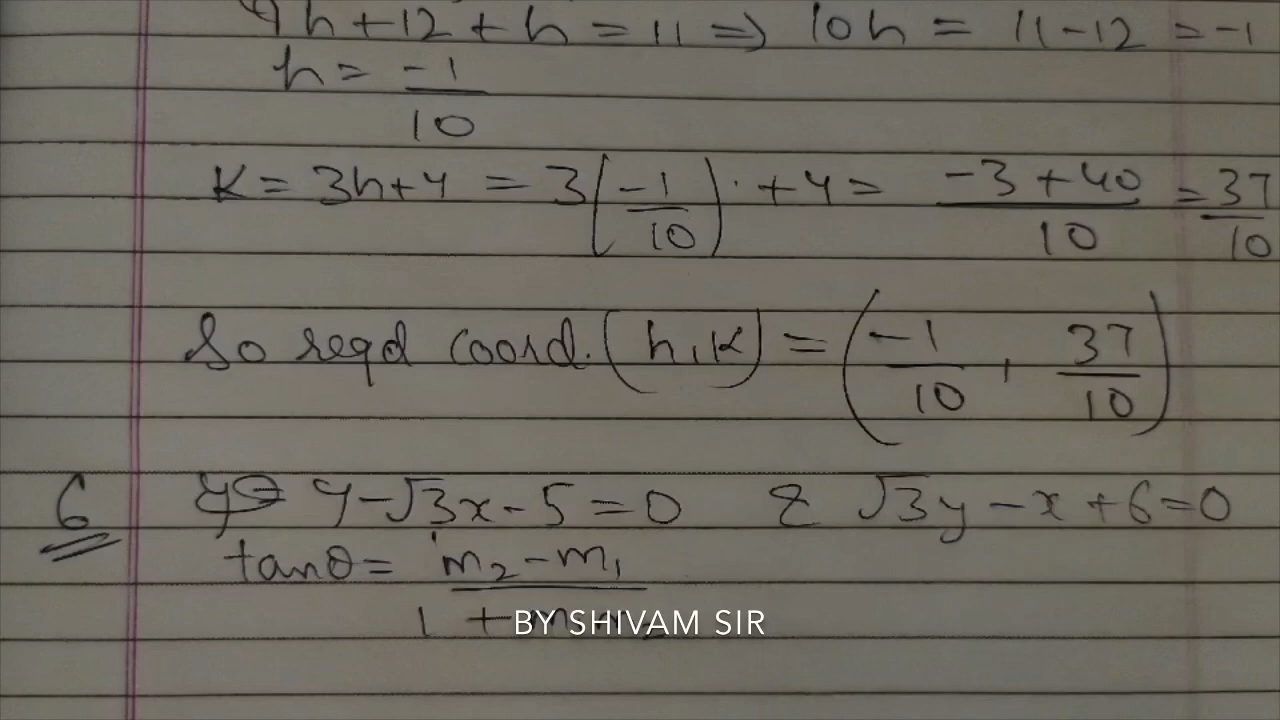 9h+12+h=11 ⇒ 10h = 11-12 = -1
h = -1/10
K = 3h+4 = 3(-1/10) + 4 = (-3+40)/10 = 37/10
So reqd coord. (h,K) = (-1/10, 37/10)
6 y-√3x-5=0 & √3y-x+6=0
tanθ = (m₂-m₁)/
1 +
BY SHIVAM SIR